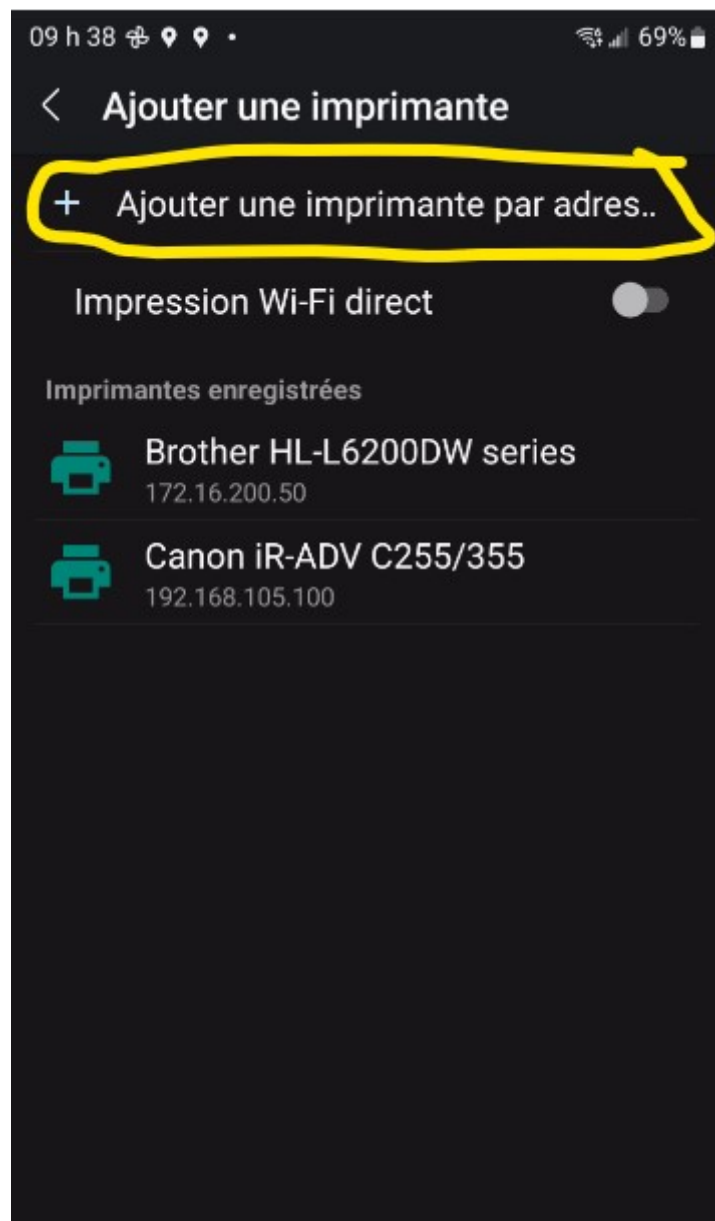 09 h 38
69%
Ajouter une imprimante
+ Ajouter une imprimante par adres..
Impression Wi-Fi direct
Imprimantes enregistrées
Brother HL-L6200DW series
172.16.200.50
Canon iR-ADV C255/355
192.168.105.100